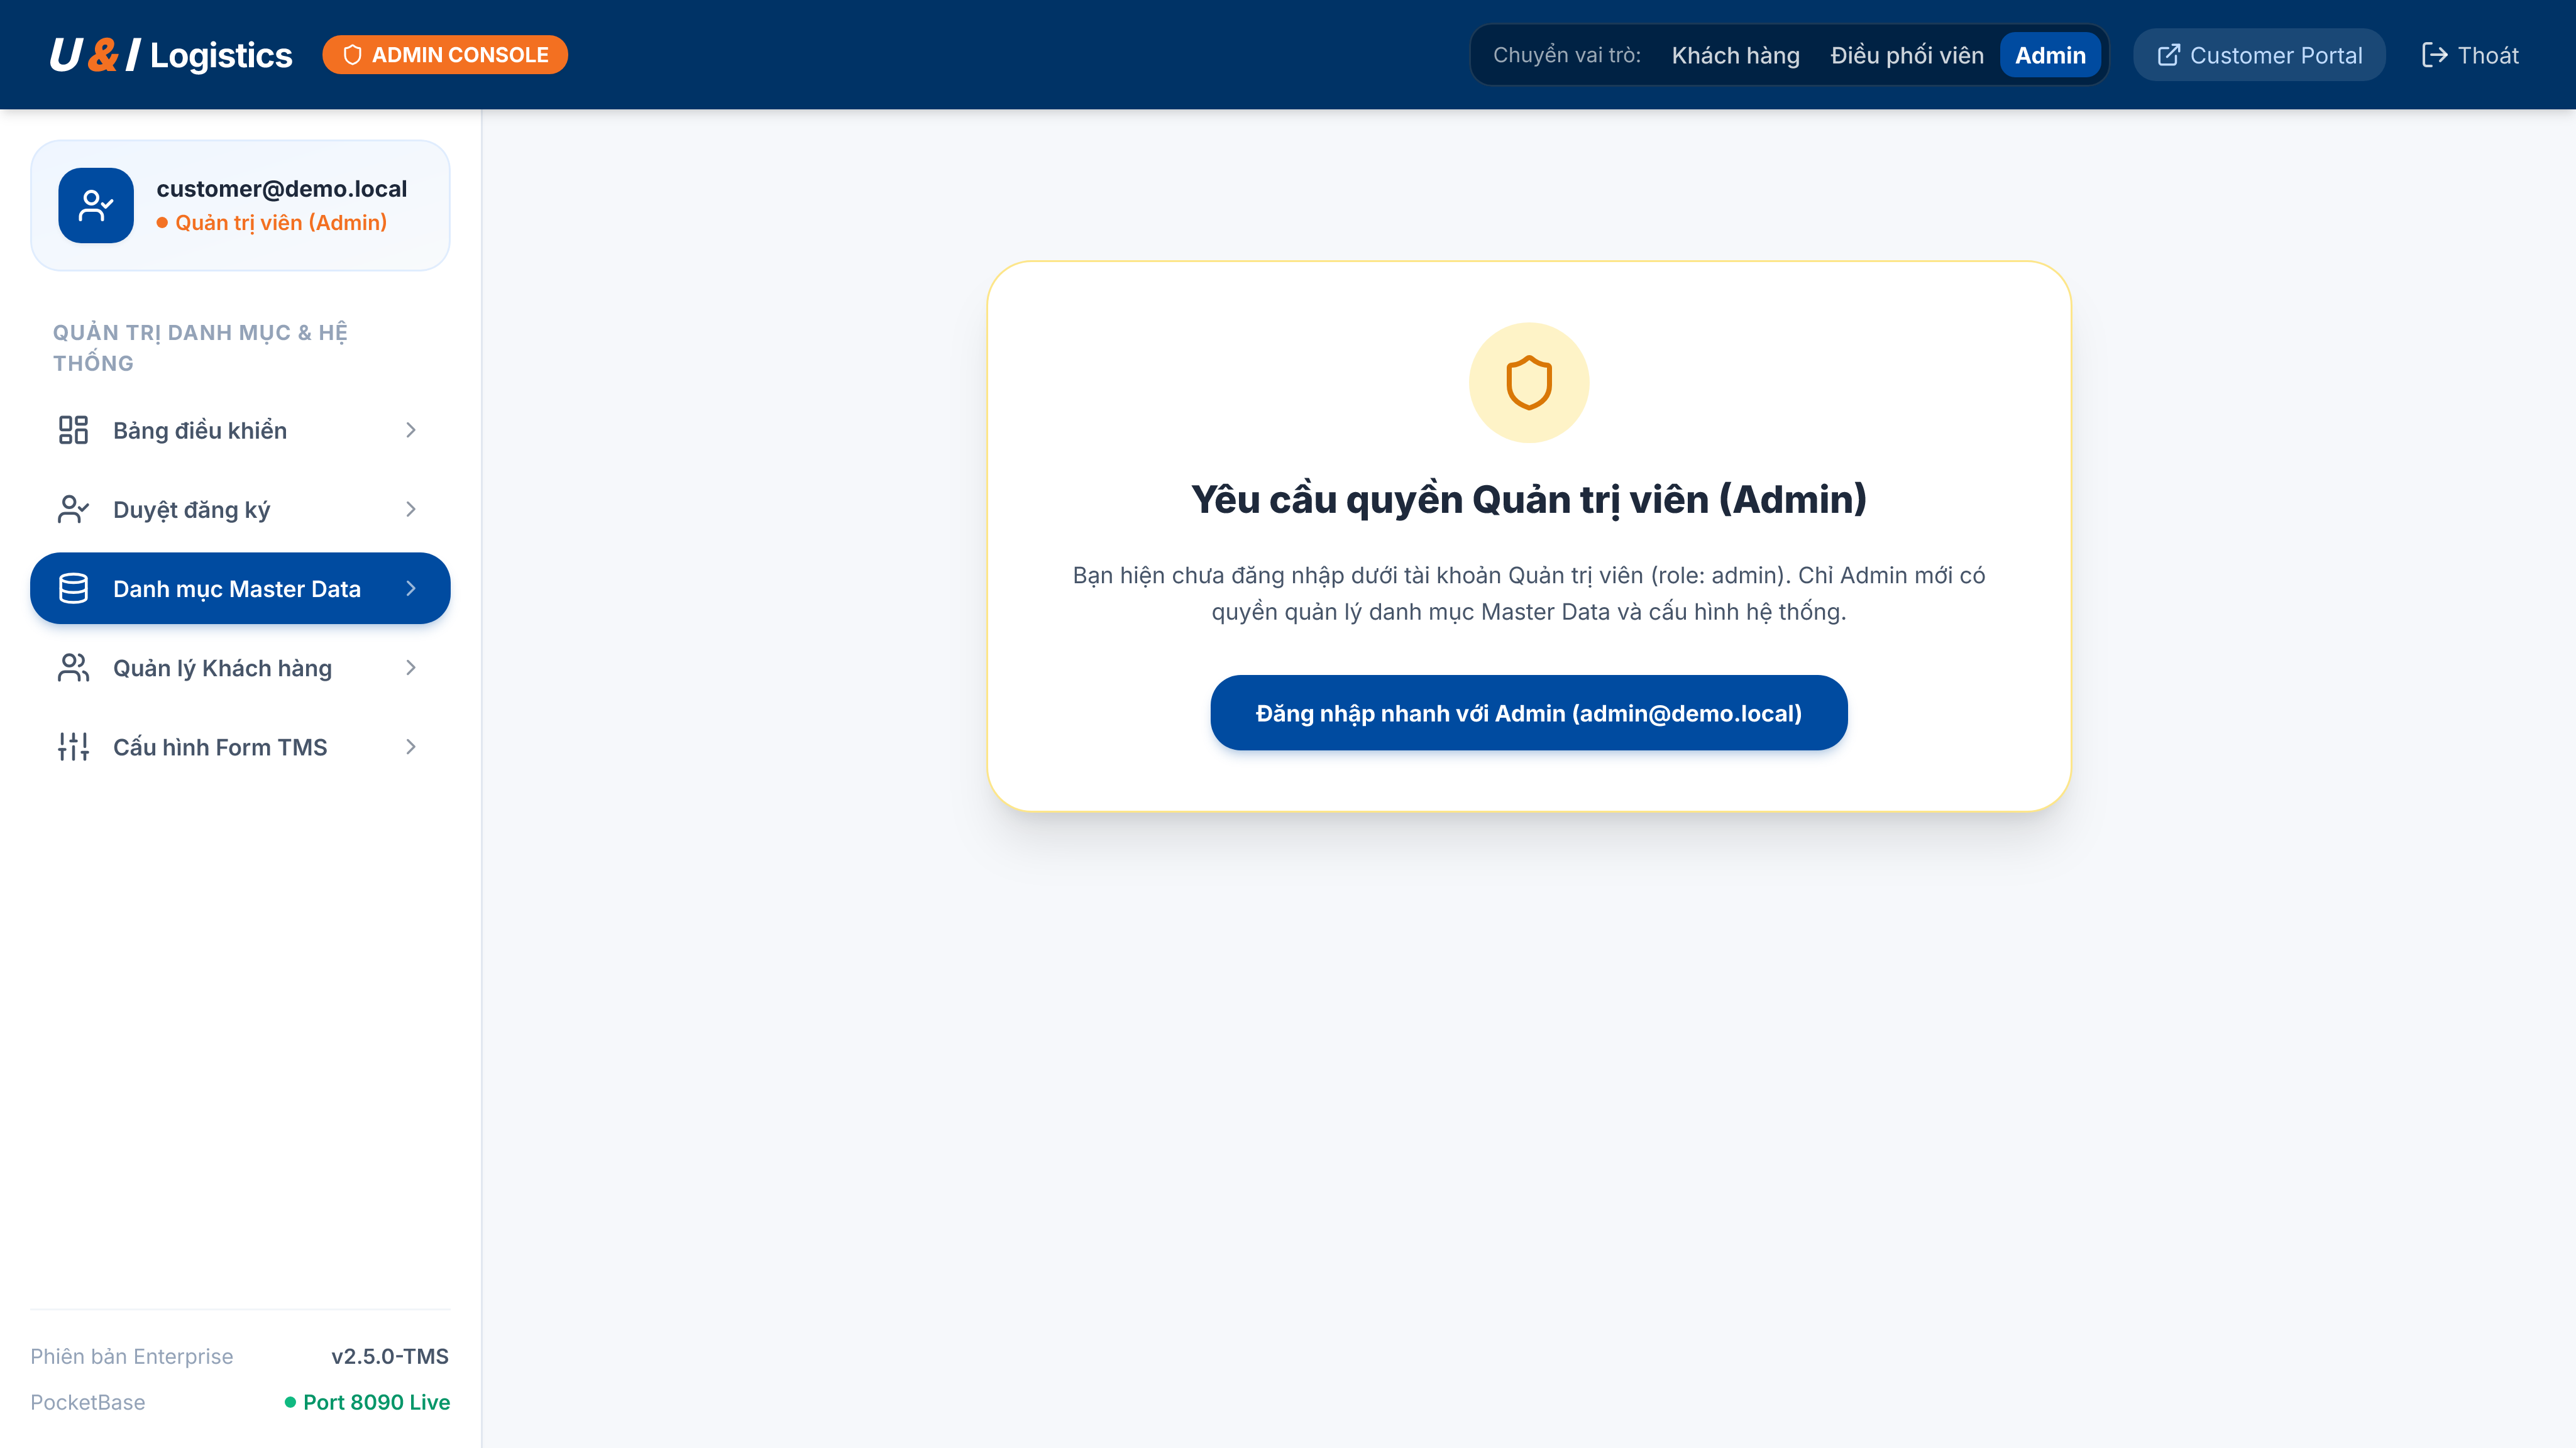 U&I Logistics
ADMIN CONSOLE
Chuyển vai trò:
Khách hàng
Điều phối viên
Admin
Customer Portal
Thoát
customer@demo.local
Quản trị viên (Admin)
QUẢN TRỊ DANH MỤC & HỆ
THỐNG
Bảng điều khiển
Duyệt đăng ký
Danh mục Master Data
Quản lý Khách hàng
Cấu hình Form TMS
Phiên bản Enterprise
v2.5.0-TMS
PocketBase
Port 8090 Live
Yêu cầu quyền Quản trị viên (Admin)
Bạn hiện chưa đăng nhập dưới tài khoản Quản trị viên (role: admin). Chỉ Admin mới có
quyền quản lý danh mục Master Data và cấu hình hệ thống.
Đăng nhập nhanh với Admin (admin@demo.local)